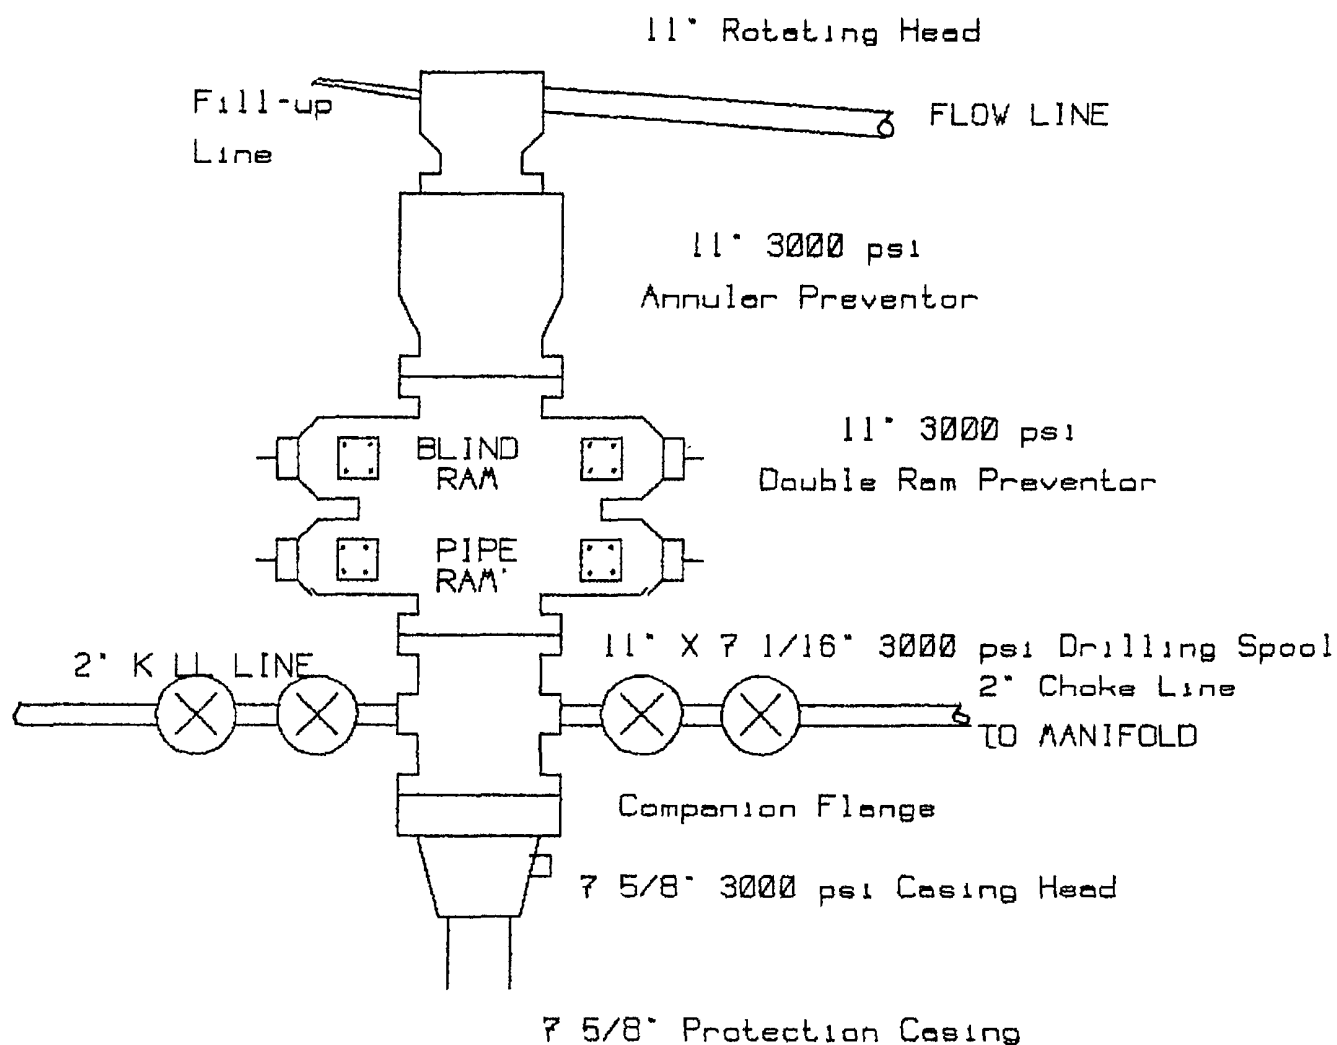 11" Rotating Head
Fill-up
Line
FLOW LINE
11" 3000 psi
Annular Preventor
BLIND
RAM
11" 3000 psi
Double Ram Preventor
PIPE
RAM'
2" K LL LINE
11" X 7 1/16" 3000 psi Drilling Spool
2" Choke Line
TO MANIFOLD
Companion Flange
7 5/8" 3000 psi Casing Head
7 5/8" Protection Casing